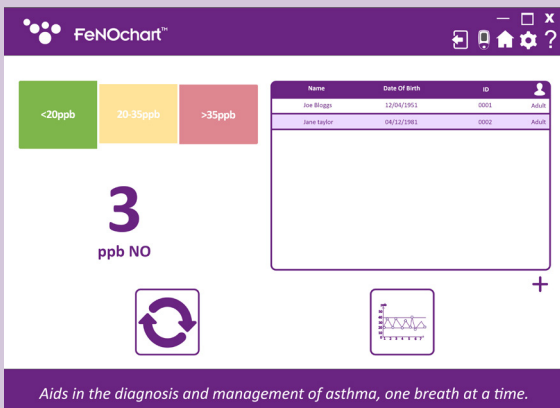 FeNOchart™
<20ppb 20-35ppb >35ppb
3
ppb NO
Name Date Of Birth ID
Joe Bloggs 12/04/1951 0001 Adult
Jane taylor 04/12/1981 0002 Adult
+
Aids in the diagnosis and management of asthma, one breath at a time.